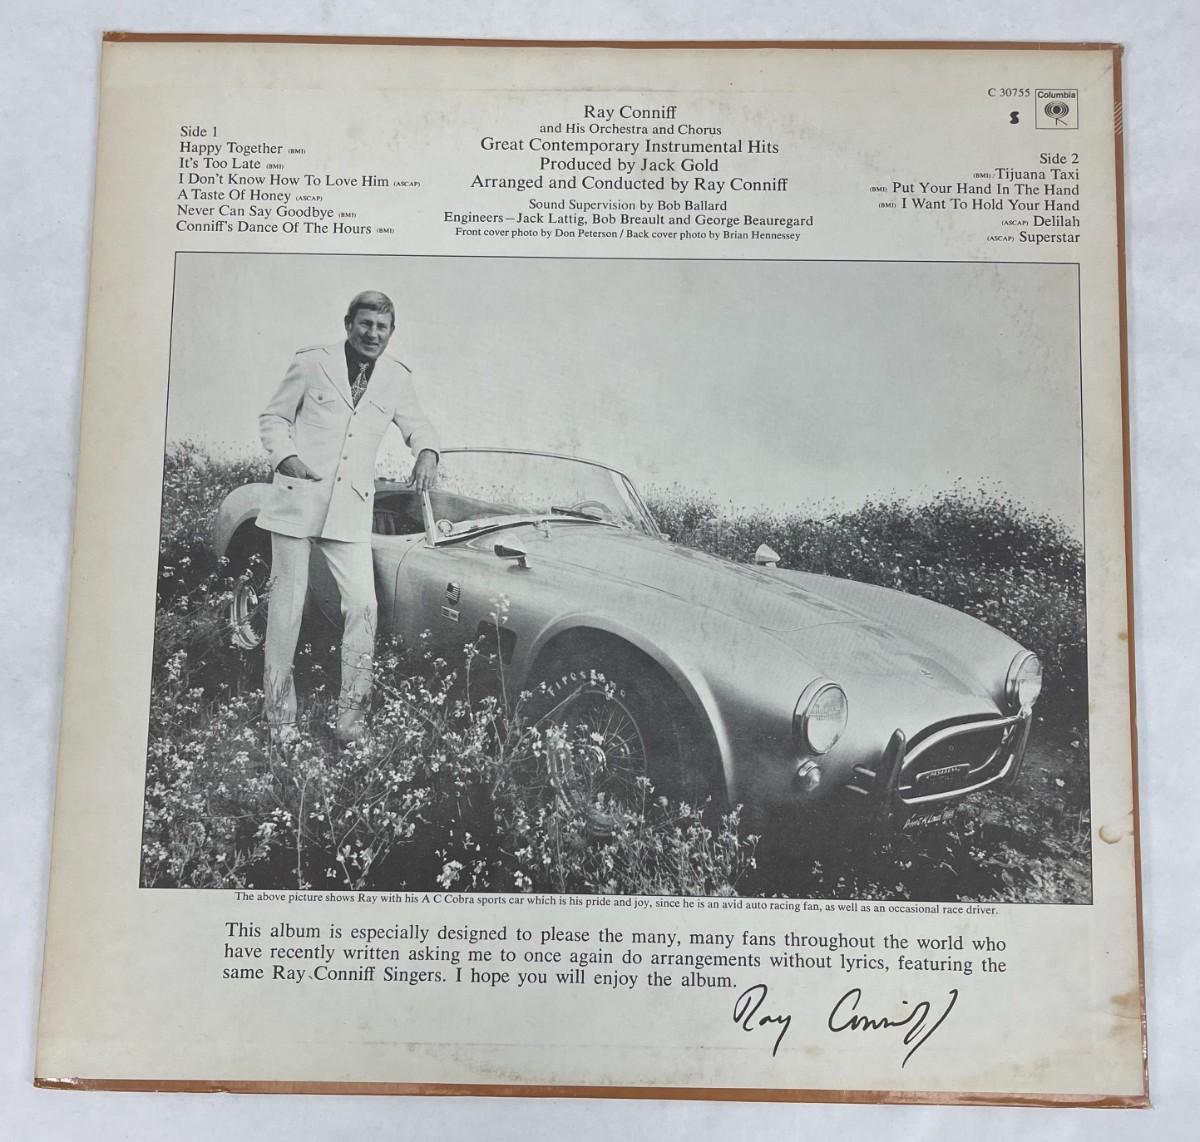 C 30755
Columbia
S
Ray Conniff
and His Orchestra and Chorus
Great Contemporary Instrumental Hits
Produced by Jack Gold
Arranged and Conducted by Ray Conniff
Sound Supervision by Bob Ballard
Engineers—Jack Lattig, Bob Breault and George Beauregard
Front cover photo by Don Peterson / Back cover photo by Brian Hennessey
Side 1
Happy Together (BMI)
It's Too Late (BMI)
I Don't Know How To Love Him (ASCAP)
A Taste Of Honey (ASCAP)
Never Can Say Goodbye (BMI)
Conniff's Dance Of The Hours (BMI)
Side 2
(BMI) Tijuana Taxi
(BMI) Put Your Hand In The Hand
(BMI) I Want To Hold Your Hand
(ASCAP) Delilah
(ASCAP) Superstar
Firestone
The above picture shows Ray with his A C Cobra sports car which is his pride and joy, since he is an avid auto racing fan, as well as an occasional race driver.
This album is especially designed to please the many, many fans throughout the world who
have recently written asking me to once again do arrangements without lyrics, featuring the
same Ray Conniff Singers. I hope you will enjoy the album.
Ray Conniff